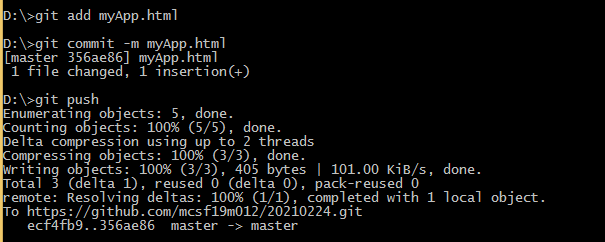 D:\>git add myApp.html
D:\>git commit -m myApp.html
[master 356ae86] myApp.html
1 file changed, 1 insertion(+)
D:\>git push
Enumerating objects: 5, done.
Counting objects: 100% (5/5), done.
Delta compression using up to 2 threads
Compressing objects: 100% (3/3), done.
Writing objects: 100% (3/3), 405 bytes | 101.00 KiB/s, done.
Total 3 (delta 1), reused 0 (delta 0), pack-reused 0
remote: Resolving deltas: 100% (1/1), completed with 1 local object.
To https://github.com/mcsf19m012/20210224.git
ecf4fb9..356ae86  master -> master